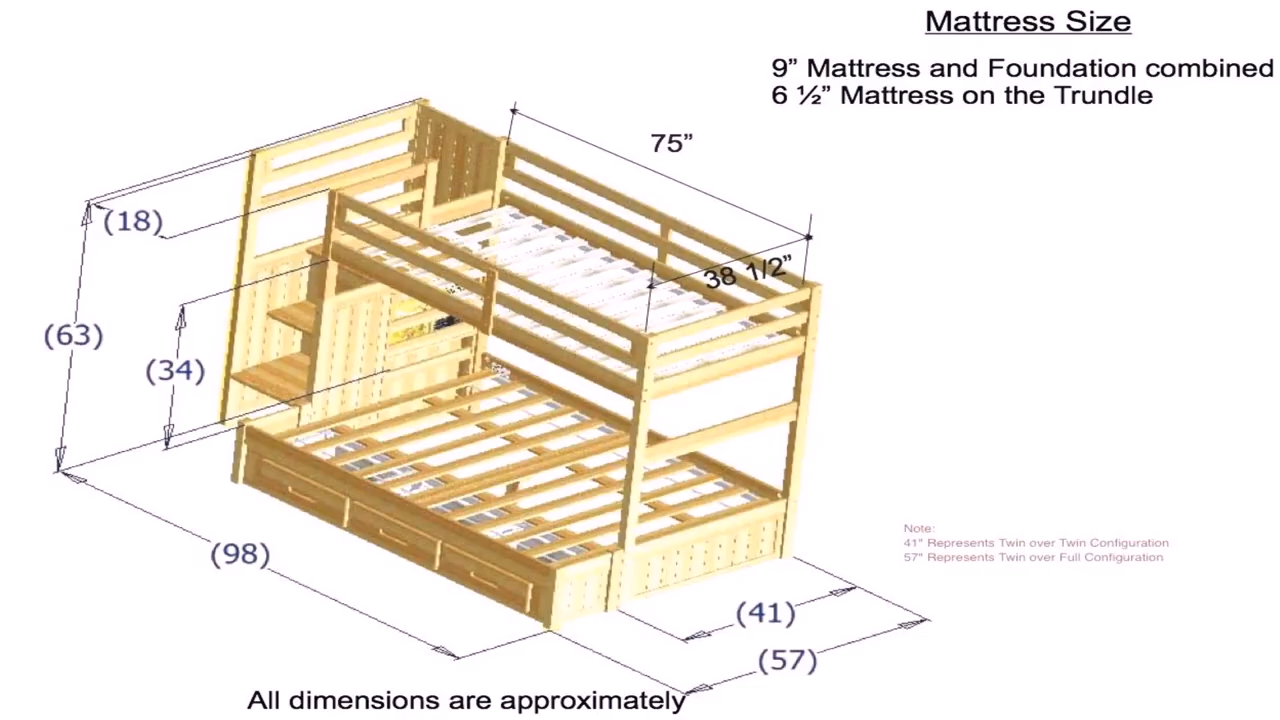 Mattress Size
9” Mattress and Foundation combined
6 ½” Mattress on the Trundle
75”
38 1/2”
(18)
(63)
(34)
(98)
(41)
(57)
Note:
41" Represents Twin over Twin Configuration
57" Represents Twin over Full Configuration
All dimensions are approximately